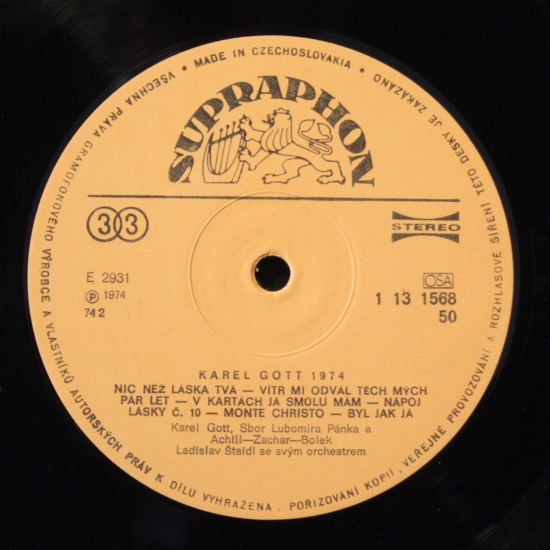 • MADE IN CZECHOSLOVAKIA •
VŠECHNA PRÁVA GRAMOFONOVÉHO VÝROBCE A VLASTNÍKŮ AUTORSKÝCH PRÁV K DÍLU VYHRAŽENA . POŘIZOVÁNÍ KOPIÍ, VEŘEJNÉ PROVOZOVÁNÍ A ROZHLASOVÉ ŠÍŘENÍ TÉTO DESKY JE ZAKÁZÁNO
SUPRAPHON
33
STEREO
E 2931
℗ 1974
74 2
OSA
1 13 1568
50
KAREL GOTT 1974
NIC NEŽ LÁSKA TVÁ — VÍTR MI ODVÁL TĚCH MÝCH
PÁR LET — V KARTÁCH JÁ SMŮLU MÁM — NÁPOJ
LÁSKY Č. 10 — MONTE CHRISTO — BYL JAK JÁ
Karel Gott, Sbor Lubomíra Pánka a
Achill—Zachar—Bolek
Ladislav Štaidl se svým orchestrem